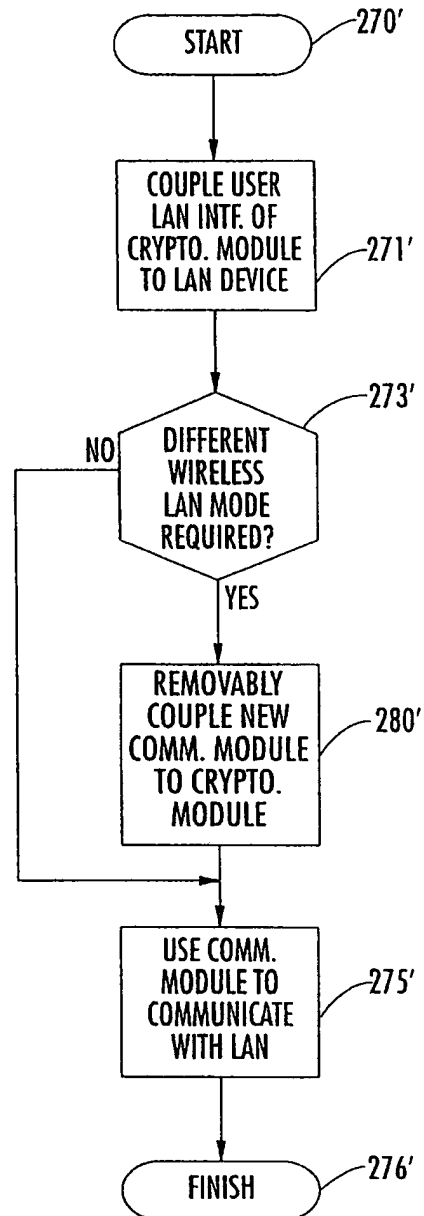 START
270'
COUPLE USER
LAN INTF. OF
CRYPTO. MODULE
TO LAN DEVICE
271'
273'
NO
DIFFERENT
WIRELESS
LAN MODE
REQUIRED?
YES
REMOVABLY
COUPLE NEW
COMM. MODULE
TO CRYPTO.
MODULE
280'
USE COMM.
MODULE TO
COMMUNICATE
WITH LAN
275'
FINISH
276'